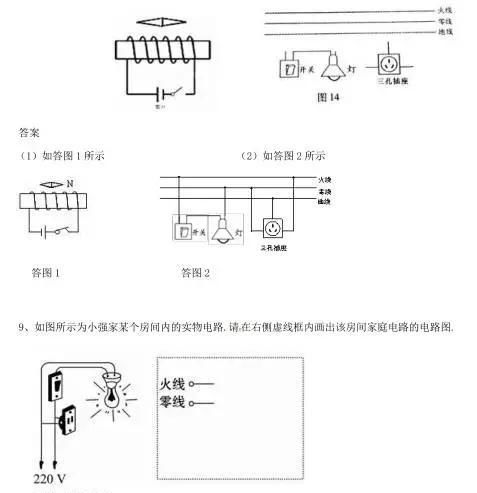 火线
零线
地线
开关
灯
三孔插座
图 14
答案
（1）如答图 1 所示
（2）如答图 2 所示
N
火线
零线
地线
开关
灯
三孔插座
答图 1
答图 2
9、如图所示为小强家某个房间内的实物电路,请在右侧虚线框内画出该房间家庭电路的电路图.
火线
零线
220 V